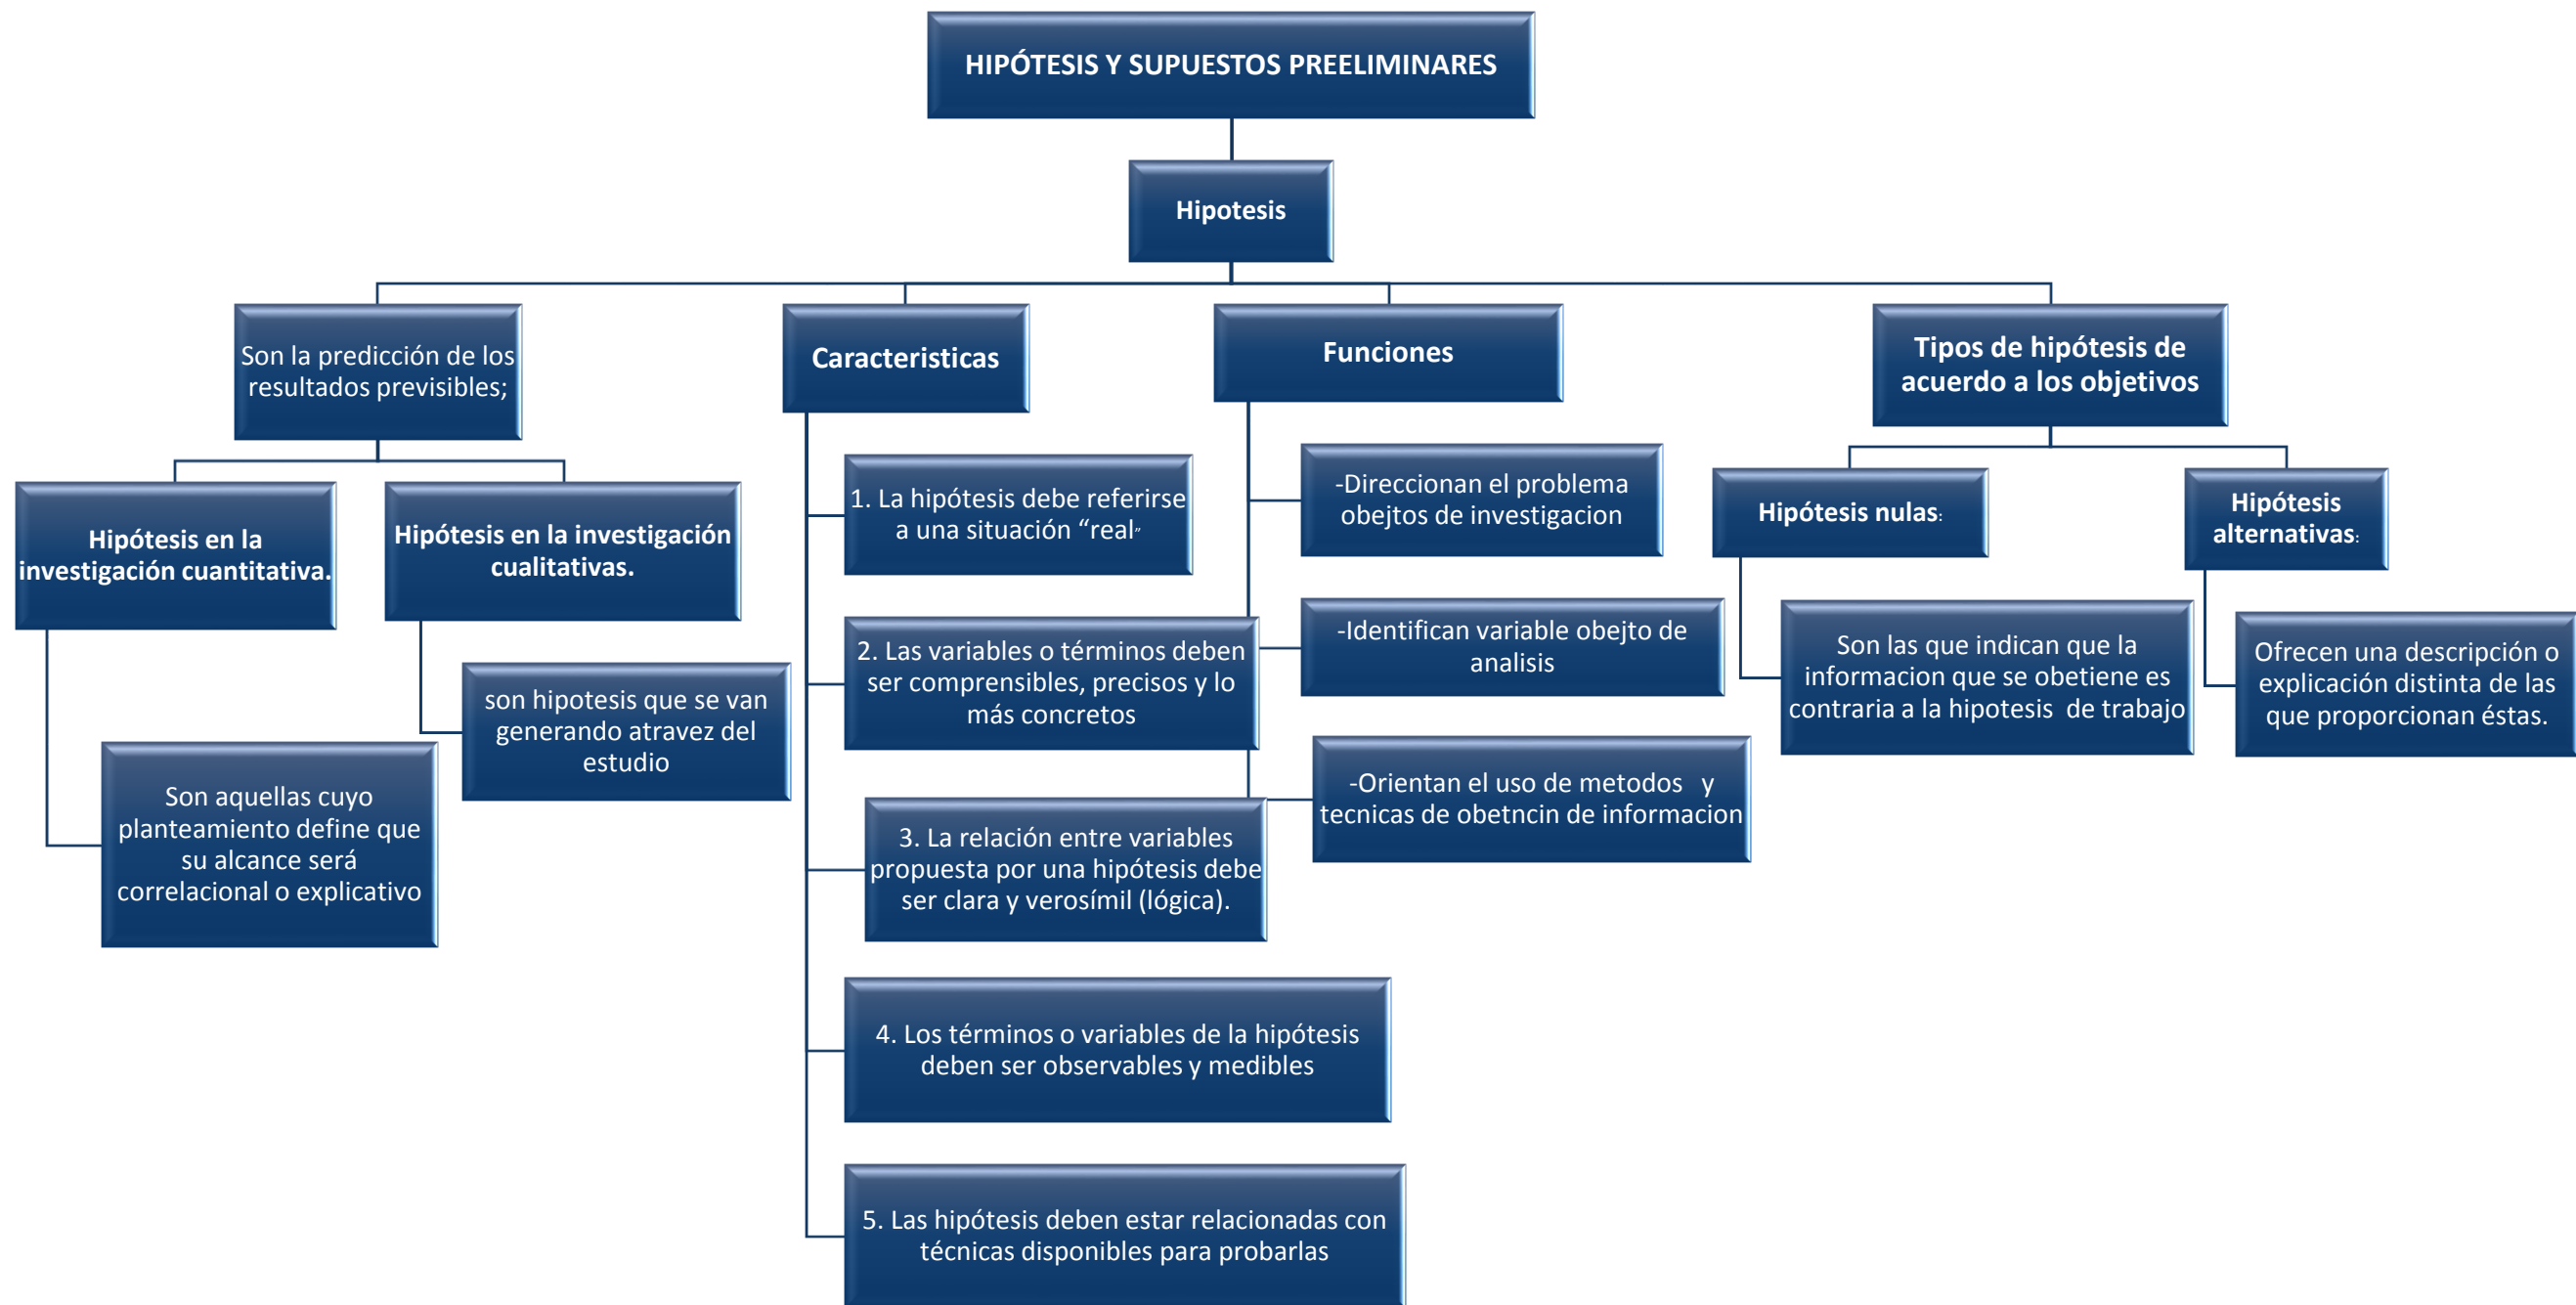 HIPÓTESIS Y SUPUESTOS PREELIMINARES
Hipotesis
Son la predicción de los
resultados previsibles;
Hipótesis en la
investigación cuantitativa.
Son aquellas cuyo
planteamiento define que
su alcance será
correlacional o explicativo
Hipótesis en la investigación
cualitativas.
son hipotesis que se van
generando atravez del
estudio
Caracteristicas
1. La hipótesis debe referirse
a una situación “real”
2. Las variables o términos deben
ser comprensibles, precisos y lo
más concretos
3. La relación entre variables
propuesta por una hipótesis debe
ser clara y verosímil (lógica).
4. Los términos o variables de la hipótesis
deben ser observables y medibles
5. Las hipótesis deben estar relacionadas con
técnicas disponibles para probarlas
Funciones
-Direccionan el problema
obejtos de investigacion
-Identifican variable obejto de
analisis
-Orientan el uso de metodos y
tecnicas de obetncin de informacion
Tipos de hipótesis de
acuerdo a los objetivos
Hipótesis nulas:
Son las que indican que la
informacion que se obetiene es
contraria a la hipotesis de trabajo
Hipótesis
alternativas:
Ofrecen una descripción o
explicación distinta de las
que proporcionan éstas.